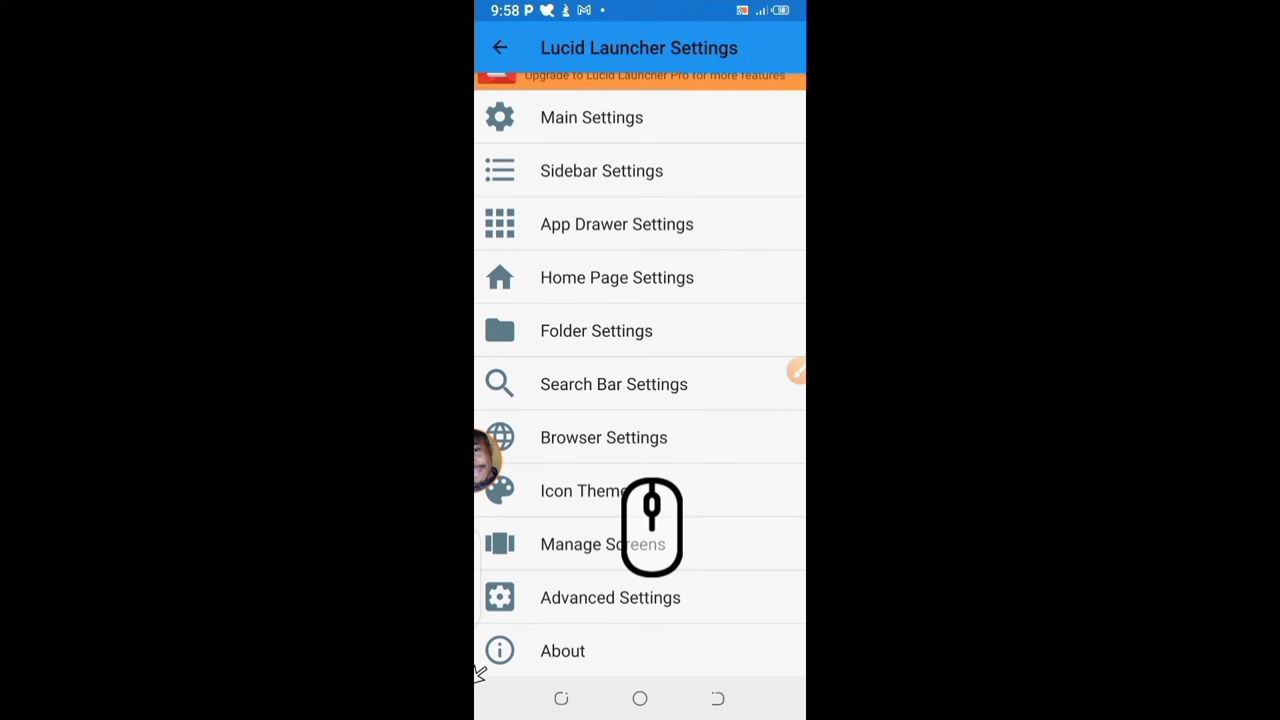 9:58 P
58
Lucid Launcher Settings
Upgrade to Lucid Launcher Pro for more features
Main Settings
Sidebar Settings
App Drawer Settings
Home Page Settings
Folder Settings
Search Bar Settings
Browser Settings
Icon Theme
Manage Screens
Advanced Settings
About